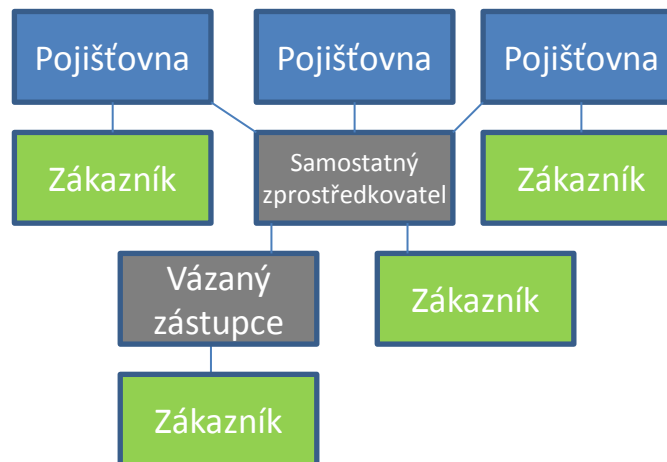 Pojišťovna
Pojišťovna
Pojišťovna
Zákazník
Samostatný
zprostředkovatel
Zákazník
Vázaný
zástupce
Zákazník
Zákazník